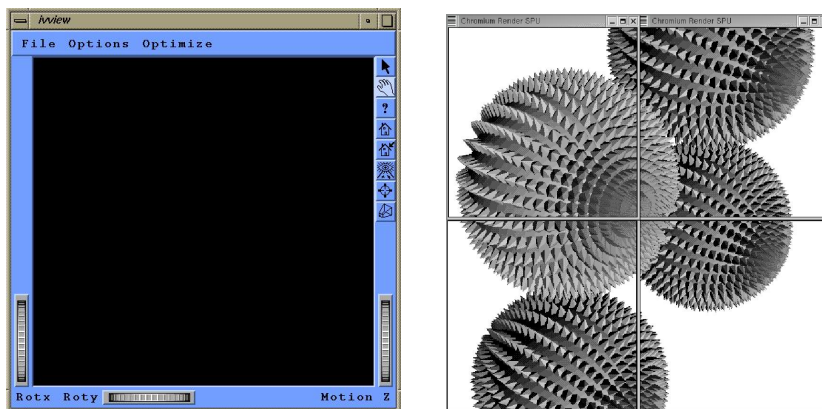 ivview
File Options Optimize
?
Rotx Roty Motion Z
Chromium Render SPU
Chromium Render SPU